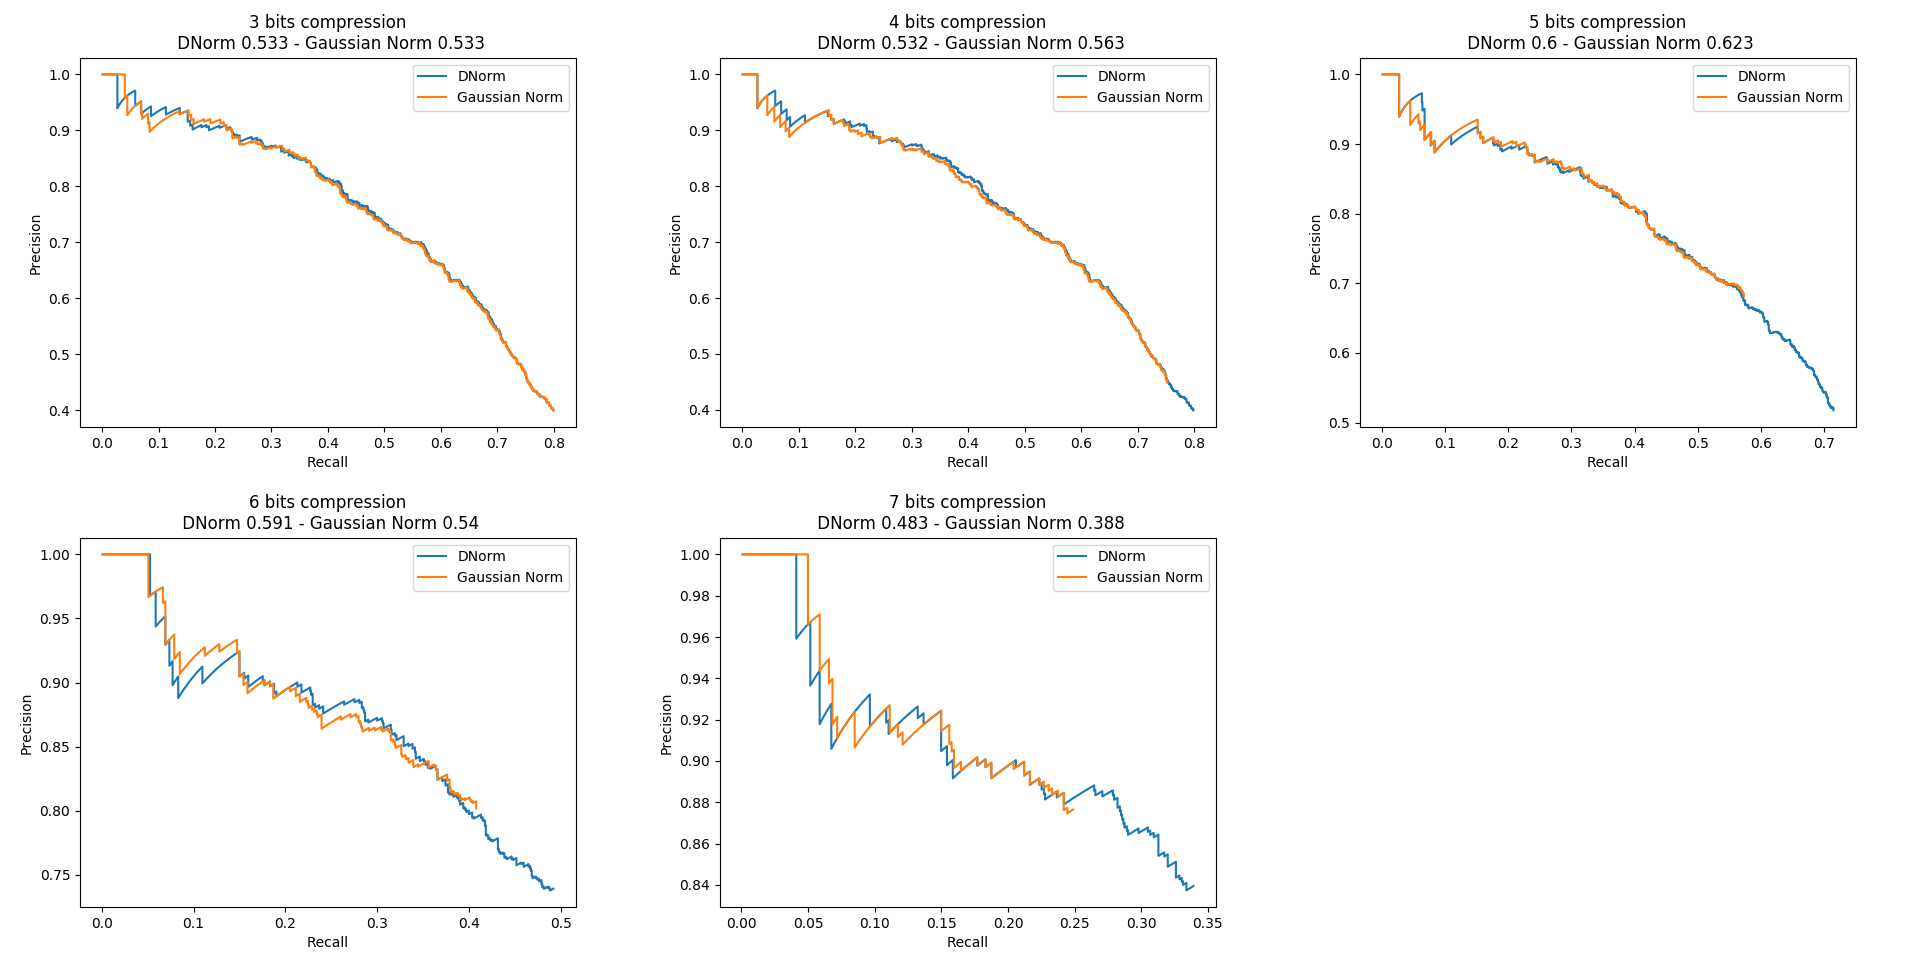 3 bits compression
DNorm 0.533 - Gaussian Norm 0.533
DNorm
Gaussian Norm
1.0
0.9
0.8
0.7
0.6
0.5
0.4
Precision
0.0 0.1 0.2 0.3 0.4 0.5 0.6 0.7 0.8
Recall
4 bits compression
DNorm 0.532 - Gaussian Norm 0.563
DNorm
Gaussian Norm
1.0
0.9
0.8
0.7
0.6
0.5
0.4
Precision
0.0 0.1 0.2 0.3 0.4 0.5 0.6 0.7 0.8
Recall
5 bits compression
DNorm 0.6 - Gaussian Norm 0.623
DNorm
Gaussian Norm
1.0
0.9
0.8
0.7
0.6
0.5
Precision
0.0 0.1 0.2 0.3 0.4 0.5 0.6 0.7
Recall
6 bits compression
DNorm 0.591 - Gaussian Norm 0.54
DNorm
Gaussian Norm
1.00
0.95
0.90
0.85
0.80
0.75
Precision
0.0 0.1 0.2 0.3 0.4 0.5
Recall
7 bits compression
DNorm 0.483 - Gaussian Norm 0.388
DNorm
Gaussian Norm
1.00
0.98
0.96
0.94
0.92
0.90
0.88
0.86
0.84
Precision
0.00 0.05 0.10 0.15 0.20 0.25 0.30 0.35
Recall